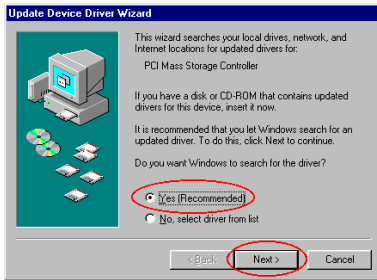 Update Device Driver Wizard
This wizard searches your local drives, network, and
Internet locations for updated drivers for:
PCI Mass Storage Controller
If you have a disk or CD-ROM that contains updated
drivers for this device, insert it now.
It is recommended that you let Windows search for an
updated driver. To do this, click Next to continue.
Do you want Windows to search for the driver?
Yes (Recommended)
No, select driver from list
< Back
Next >
Cancel